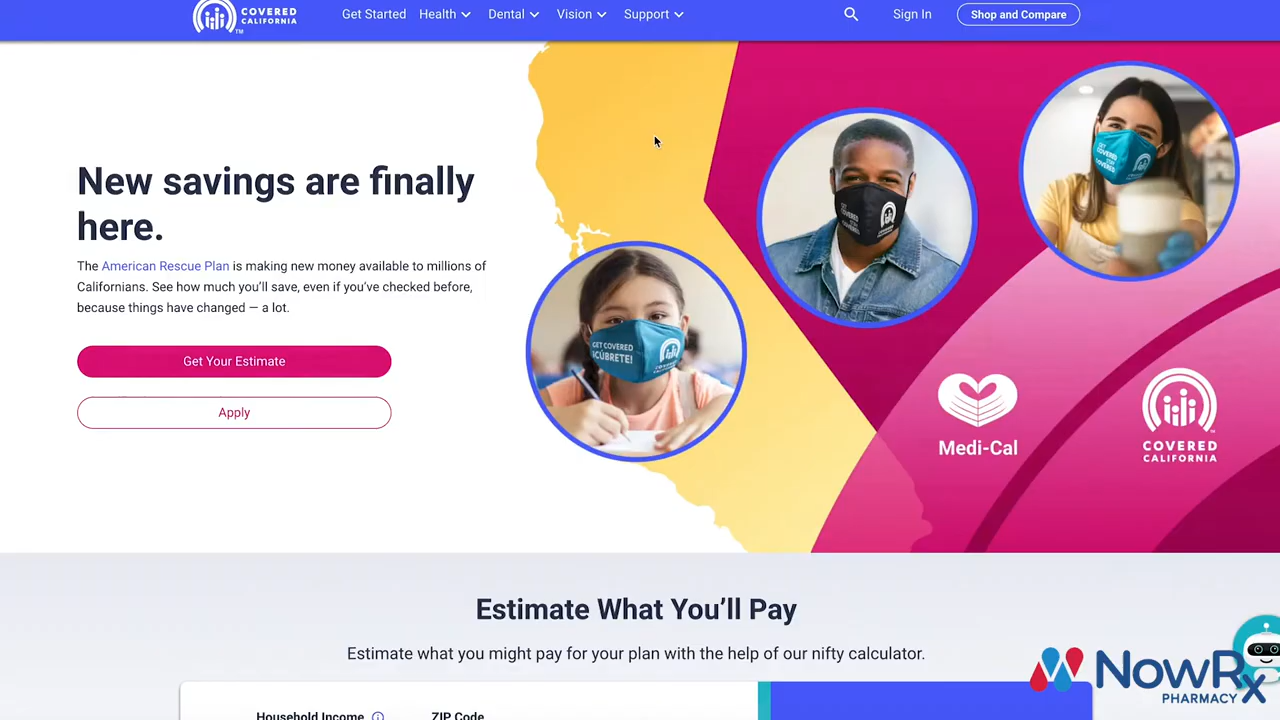 COVERED
CALIFORNIA
TM
Get Started
Health
Dental
Vision
Support
Sign In
Shop and Compare
New savings are finally
here.
The American Rescue Plan is making new money available to millions of
Californians. See how much you'll save, even if you've checked before,
because things have changed — a lot.
Get Your Estimate
Apply
GET COVERED
Medi-Cal
COVERED
CALIFORNIA
Estimate What You'll Pay
Estimate what you might pay for your plan with the help of our nifty calculator.
Household Income
ZIP Code
NowRx
PHARMACY